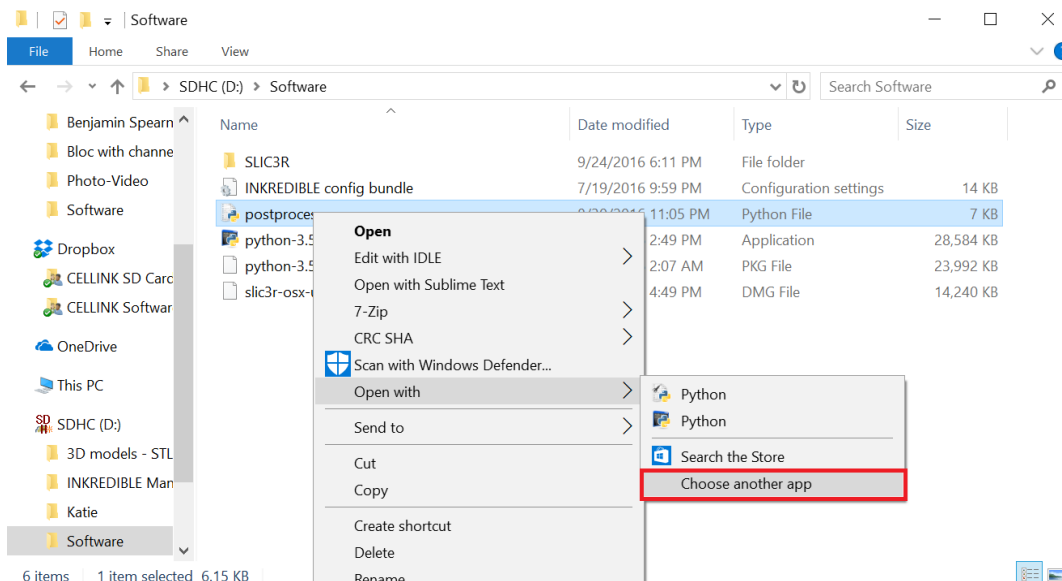 Software
File Home Share View
SDHC (D:) Software
Search Software
Benjamin Spearn
Bloc with channe
Photo-Video
Software
Dropbox
CELLINK SD Card
CELLINK Softwar
OneDrive
This PC
SDHC (D:)
3D models - STL
INKREDIBLE Man
Katie
Software
Name Date modified Type Size
SLIC3R 9/24/2016 6:11 PM File folder
INKREDIBLE config bundle 7/19/2016 9:59 PM Configuration settings 14 KB
postproces 11:05 PM Python File 7 KB
python-3.5 2:49 PM Application 28,584 KB
python-3.5 2:07 AM PKG File 23,992 KB
slic3r-osx-u 4:49 PM DMG File 14,240 KB
Open
Edit with IDLE
Open with Sublime Text
7-Zip
CRC SHA
Scan with Windows Defender...
Open with
Send to
Cut
Copy
Create shortcut
Delete
Rename
Python
Python
Search the Store
Choose another app
6 items 1 item selected 6.15 KB